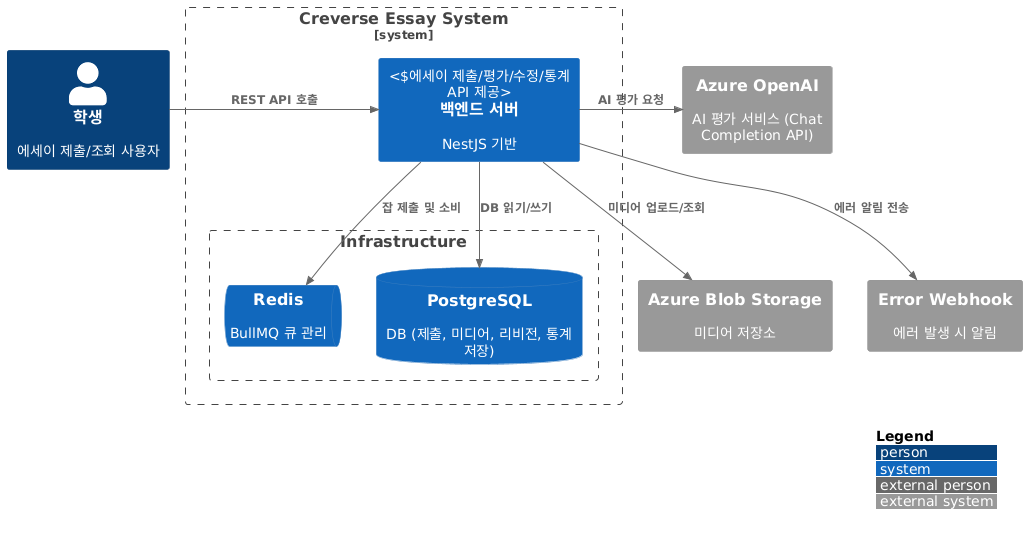 Creverse Essay System
[system]
학생
에세이 제출/조회 사용자
REST API 호출
<$에세이 제출/평가/수정/통계
API 제공>
백엔드 서버
NestJS 기반
AI 평가 요청
Azure OpenAI
AI 평가 서비스 (Chat
Completion API)
잡 제출 및 소비
DB 읽기/쓰기
미디어 업로드/조회
에러 알림 전송
Infrastructure
Redis
BullMQ 큐 관리
PostgreSQL
DB (제출, 미디어, 리비전, 통계
저장)
Azure Blob Storage
미디어 저장소
Error Webhook
에러 발생 시 알림
Legend
person
system
external person
external system